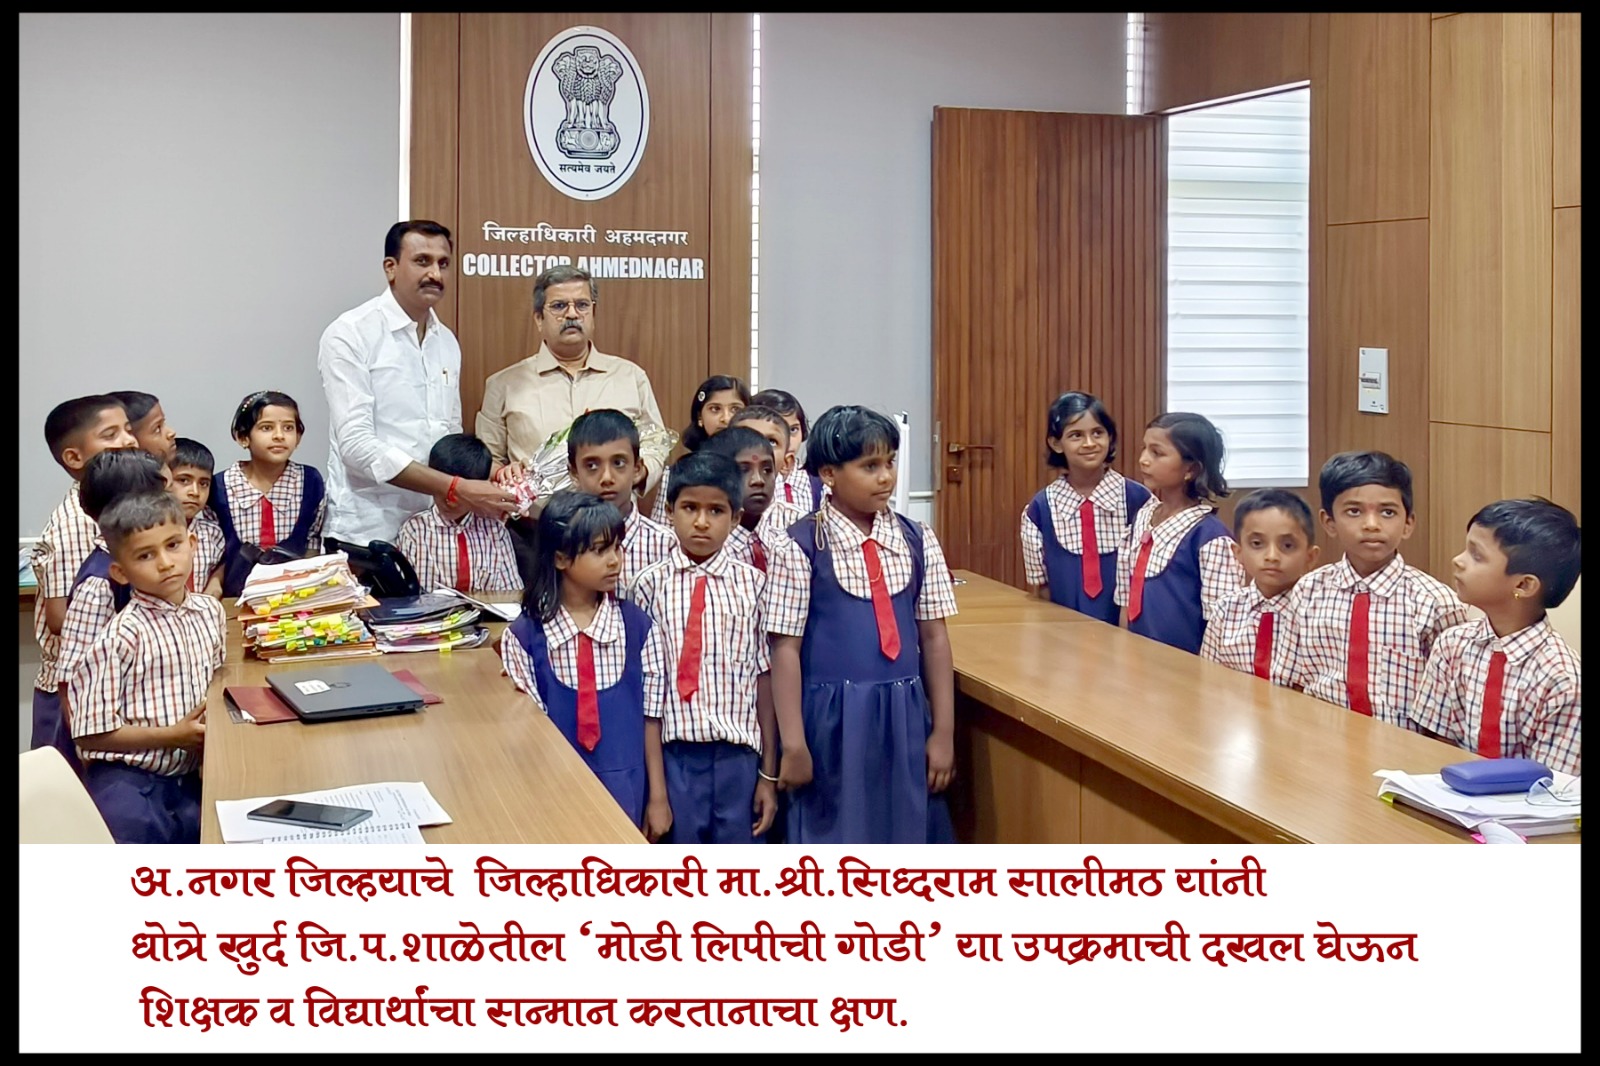 सत्यमेव जयते
जिल्हाधिकारी अहमदनगर
COLLECTOR AHMEDNAGAR
अ.नगर जिल्हयाचे जिल्हाधिकारी मा.श्री.सिध्दराम सालीमठ यांनी
धोत्रे खुर्द जि.प.शाळेतील ‘मोडी लिपीची गोडी’ या उपक्रमाची दखल घेऊन
शिक्षक व विद्यार्थांचा सन्मान करतानाचा क्षण.